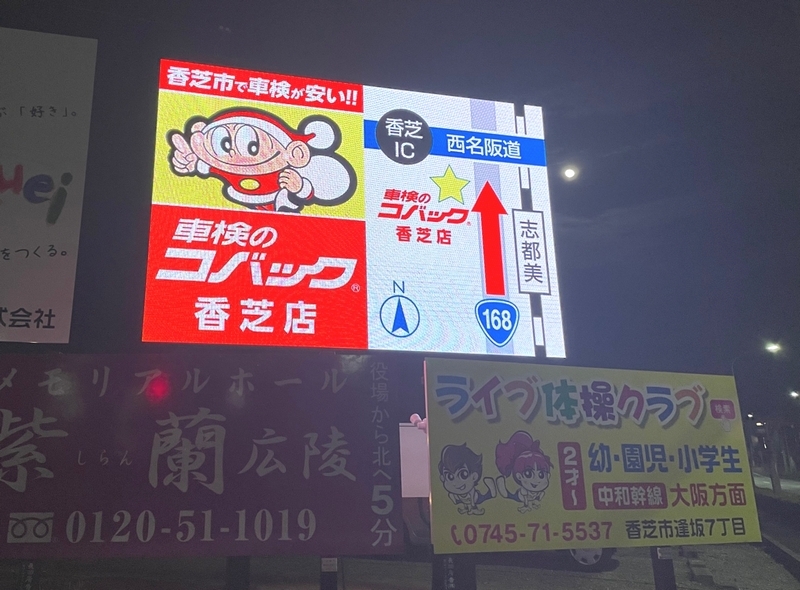 「好き」。
をつくる。
式会社
香芝市で車検が安い!!
車検の
コバック®
香芝店
香芝
IC
西名阪道
車検の
コバック®
香芝店
志都美
N
168
メモリアルホール
紫蘭広陵
しらん
0120-51-1019
役場から北へ5分
ライブ体操クラブ
2才～
幼・園児・小学生
中和幹線 大阪方面
0745-71-5537 香芝市逢坂7丁目